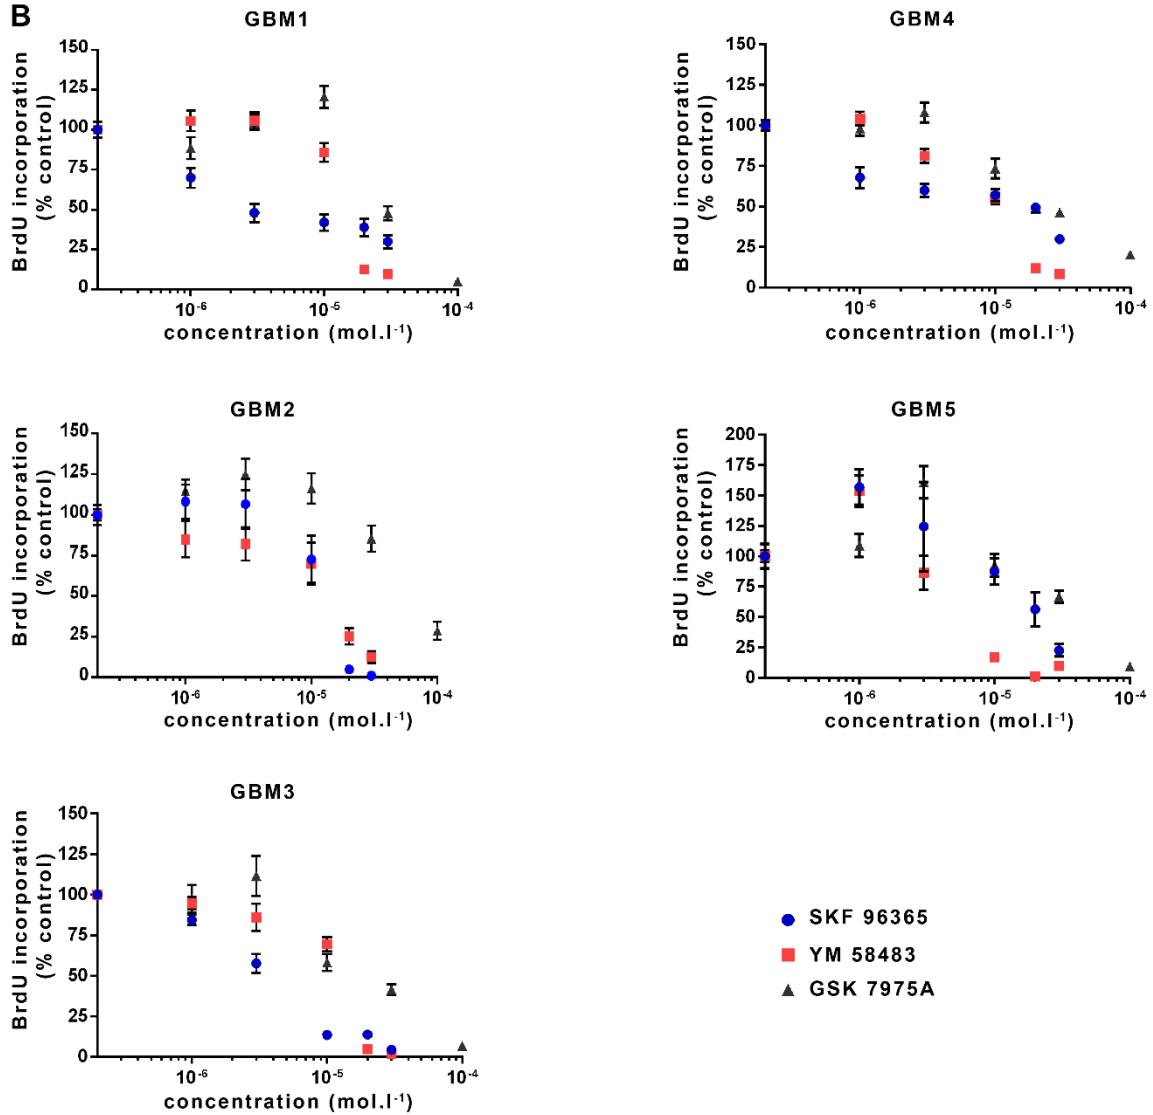 B
GBM1
BrdU incorporation
(% control)
150
125
100
75
50
25
0
10⁻⁶ 10⁻⁵ 10⁻⁴
concentration (mol.l⁻¹)
GBM4
BrdU incorporation
(% control)
150
125
100
75
50
25
0
10⁻⁶ 10⁻⁵ 10⁻⁴
concentration (mol.l⁻¹)
GBM2
BrdU incorporation
(% control)
150
125
100
75
50
25
0
10⁻⁶ 10⁻⁵ 10⁻⁴
concentration (mol.l⁻¹)
GBM5
BrdU incorporation
(% control)
200
175
150
125
100
75
50
25
0
10⁻⁶ 10⁻⁵ 10⁻⁴
concentration (mol.l⁻¹)
GBM3
BrdU incorporation
(% control)
150
125
100
75
50
25
0
10⁻⁶ 10⁻⁵ 10⁻⁴
concentration (mol.l⁻¹)
SKF 96365
YM 58483
GSK 7975A